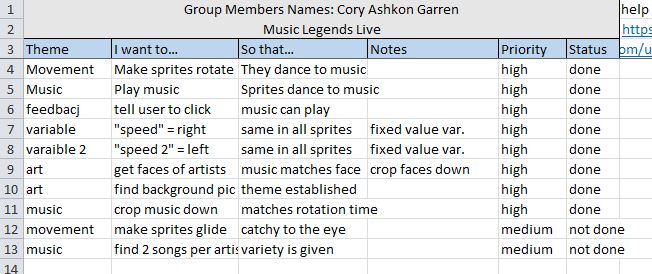 1 Group Members Names: Cory Ashkon Garren help
2 Music Legends Live https
3 Theme I want to... So that... Notes Priority Status om/u
4 Movement Make sprites rotate They dance to music high done
5 Music Play music Sprites dance to music high done
6 feedbacj tell user to click music can play high done
7 variable "speed" = right same in all sprites fixed value var. high done
8 varaible 2 "speed 2" = left same in all sprites fixed value var. high done
9 art get faces of artists music matches face crop faces down high done
10 art find background pic theme established high done
11 music crop music down matches rotation time high done
12 movement make sprites glide catchy to the eye medium not done
13 music find 2 songs per artis variety is given medium not done
14